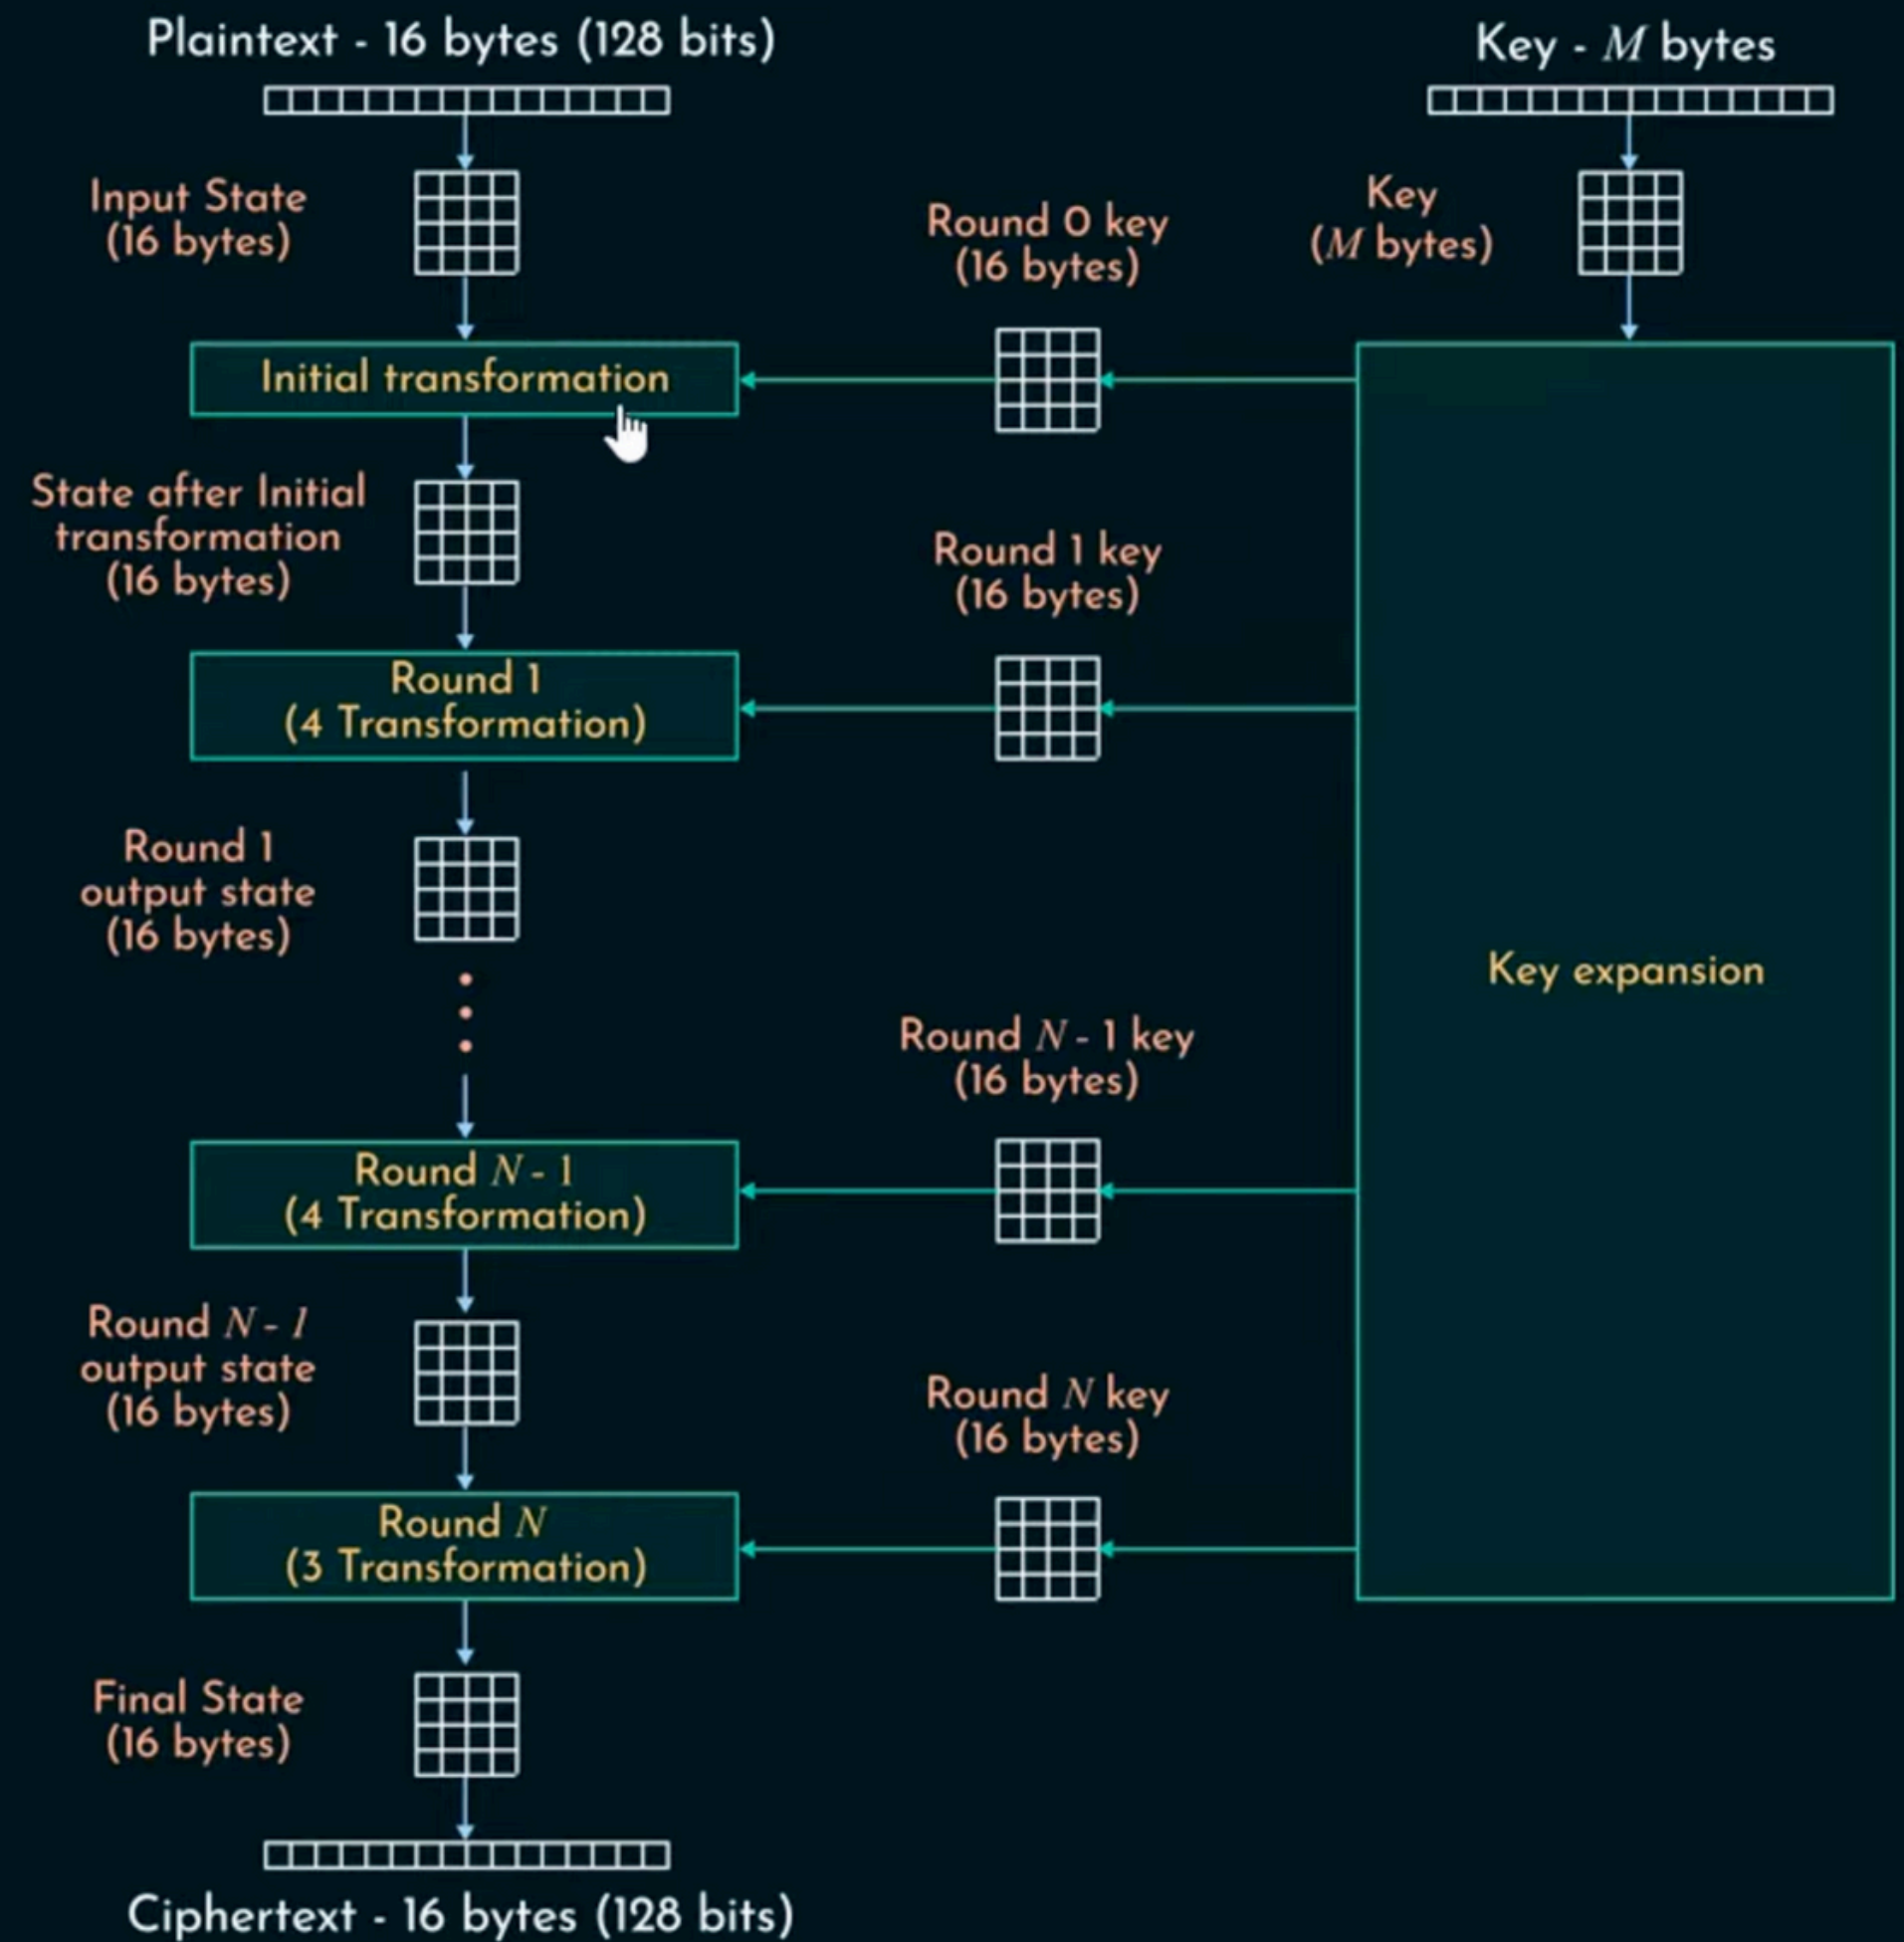 Plaintext - 16 bytes (128 bits)
Key - M bytes
Input State
(16 bytes)
Round 0 key
(16 bytes)
Key
(M bytes)
Initial transformation
State after Initial
transformation
(16 bytes)
Round 1 key
(16 bytes)
Round 1
(4 Transformation)
Round 1
output state
(16 bytes)
Key expansion
Round N - 1 key
(16 bytes)
Round N - 1
(4 Transformation)
Round N - 1
output state
(16 bytes)
Round N key
(16 bytes)
Round N
(3 Transformation)
Final State
(16 bytes)
Ciphertext - 16 bytes (128 bits)